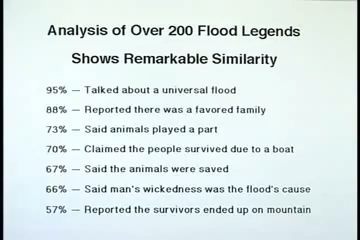 Analysis of Over 200 Flood Legends
Shows Remarkable Similarity
95% — Talked about a universal flood
88% — Reported there was a favored family
73% — Said animals played a part
70% — Claimed the people survived due to a boat
67% — Said the animals were saved
66% — Said man's wickedness was the flood's cause
57% — Reported the survivors ended up on mountain